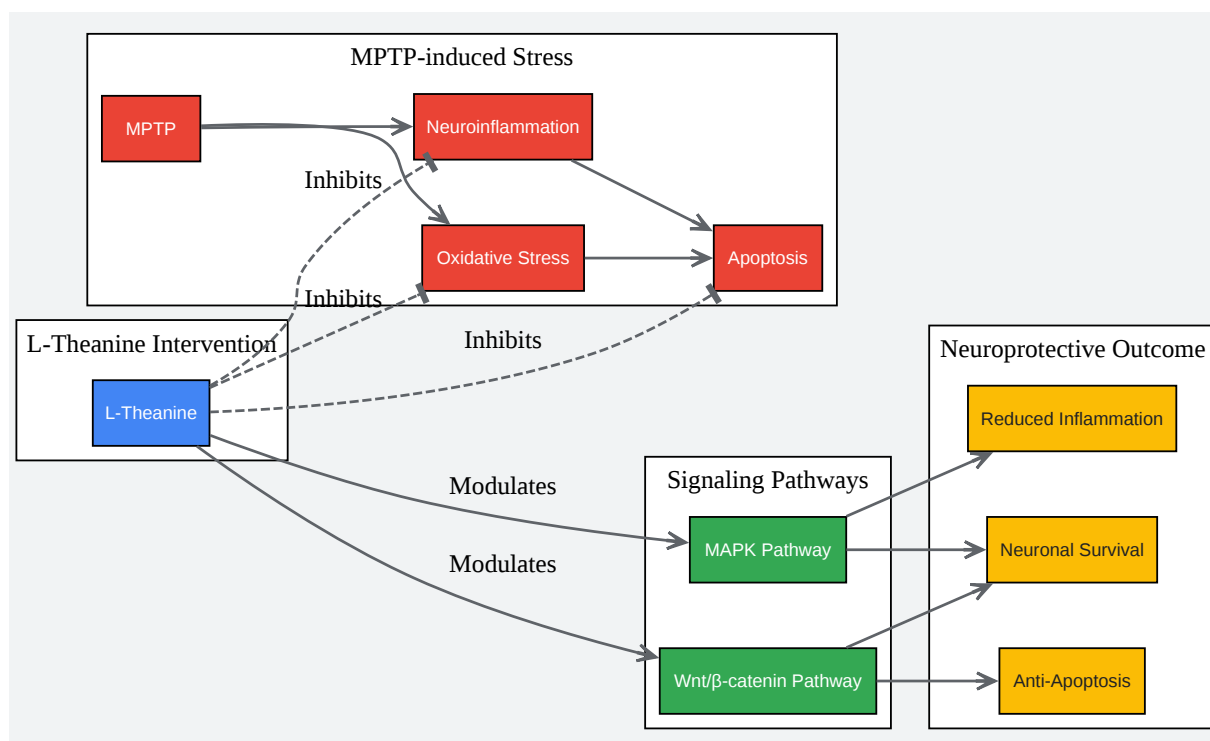 MPTP-induced Stress
MPTP
Neuroinflammation
Inhibits
Oxidative Stress
Apoptosis
Inhibits
Inhibits
L-Theanine Intervention
L-Theanine
Neuroprotective Outcome
Reduced Inflammation
Modulates
Signaling Pathways
MAPK Pathway
Neuronal Survival
Modulates
Wnt/β-catenin Pathway
Anti-Apoptosis